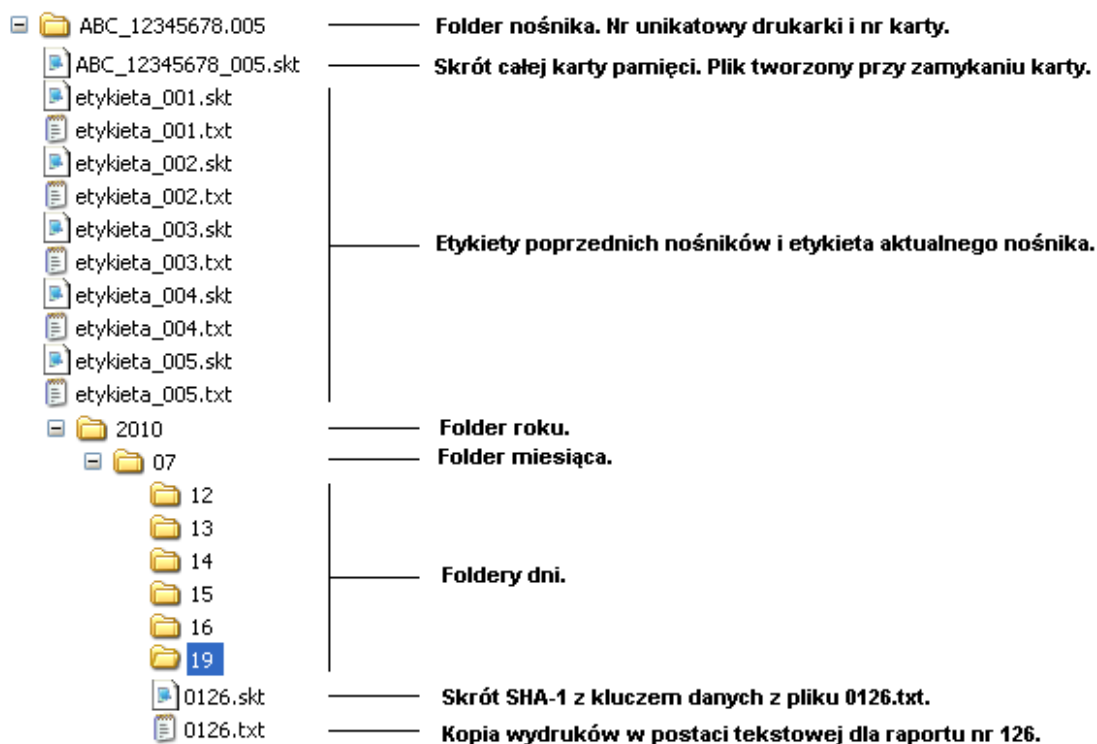 ABC_12345678.005 Folder nośnika. Nr unikatowy drukarki i nr karty.
ABC_12345678_005.skt Skrót całej karty pamięci. Plik tworzony przy zamykaniu karty.
etykieta_001.skt
etykieta_001.txt
etykieta_002.skt
etykieta_002.txt
etykieta_003.skt
Etykiety poprzednich nośników i etykieta aktualnego nośnika.
etykieta_003.txt
etykieta_004.skt
etykieta_004.txt
etykieta_005.skt
etykieta_005.txt
2010 Folder roku.
07 Folder miesiąca.
12
13
14
Foldery dni.
15
16
19
0126.skt Skrót SHA-1 z kluczem danych z pliku 0126.txt.
0126.txt Kopia wydruków w postaci tekstowej dla raportu nr 126.